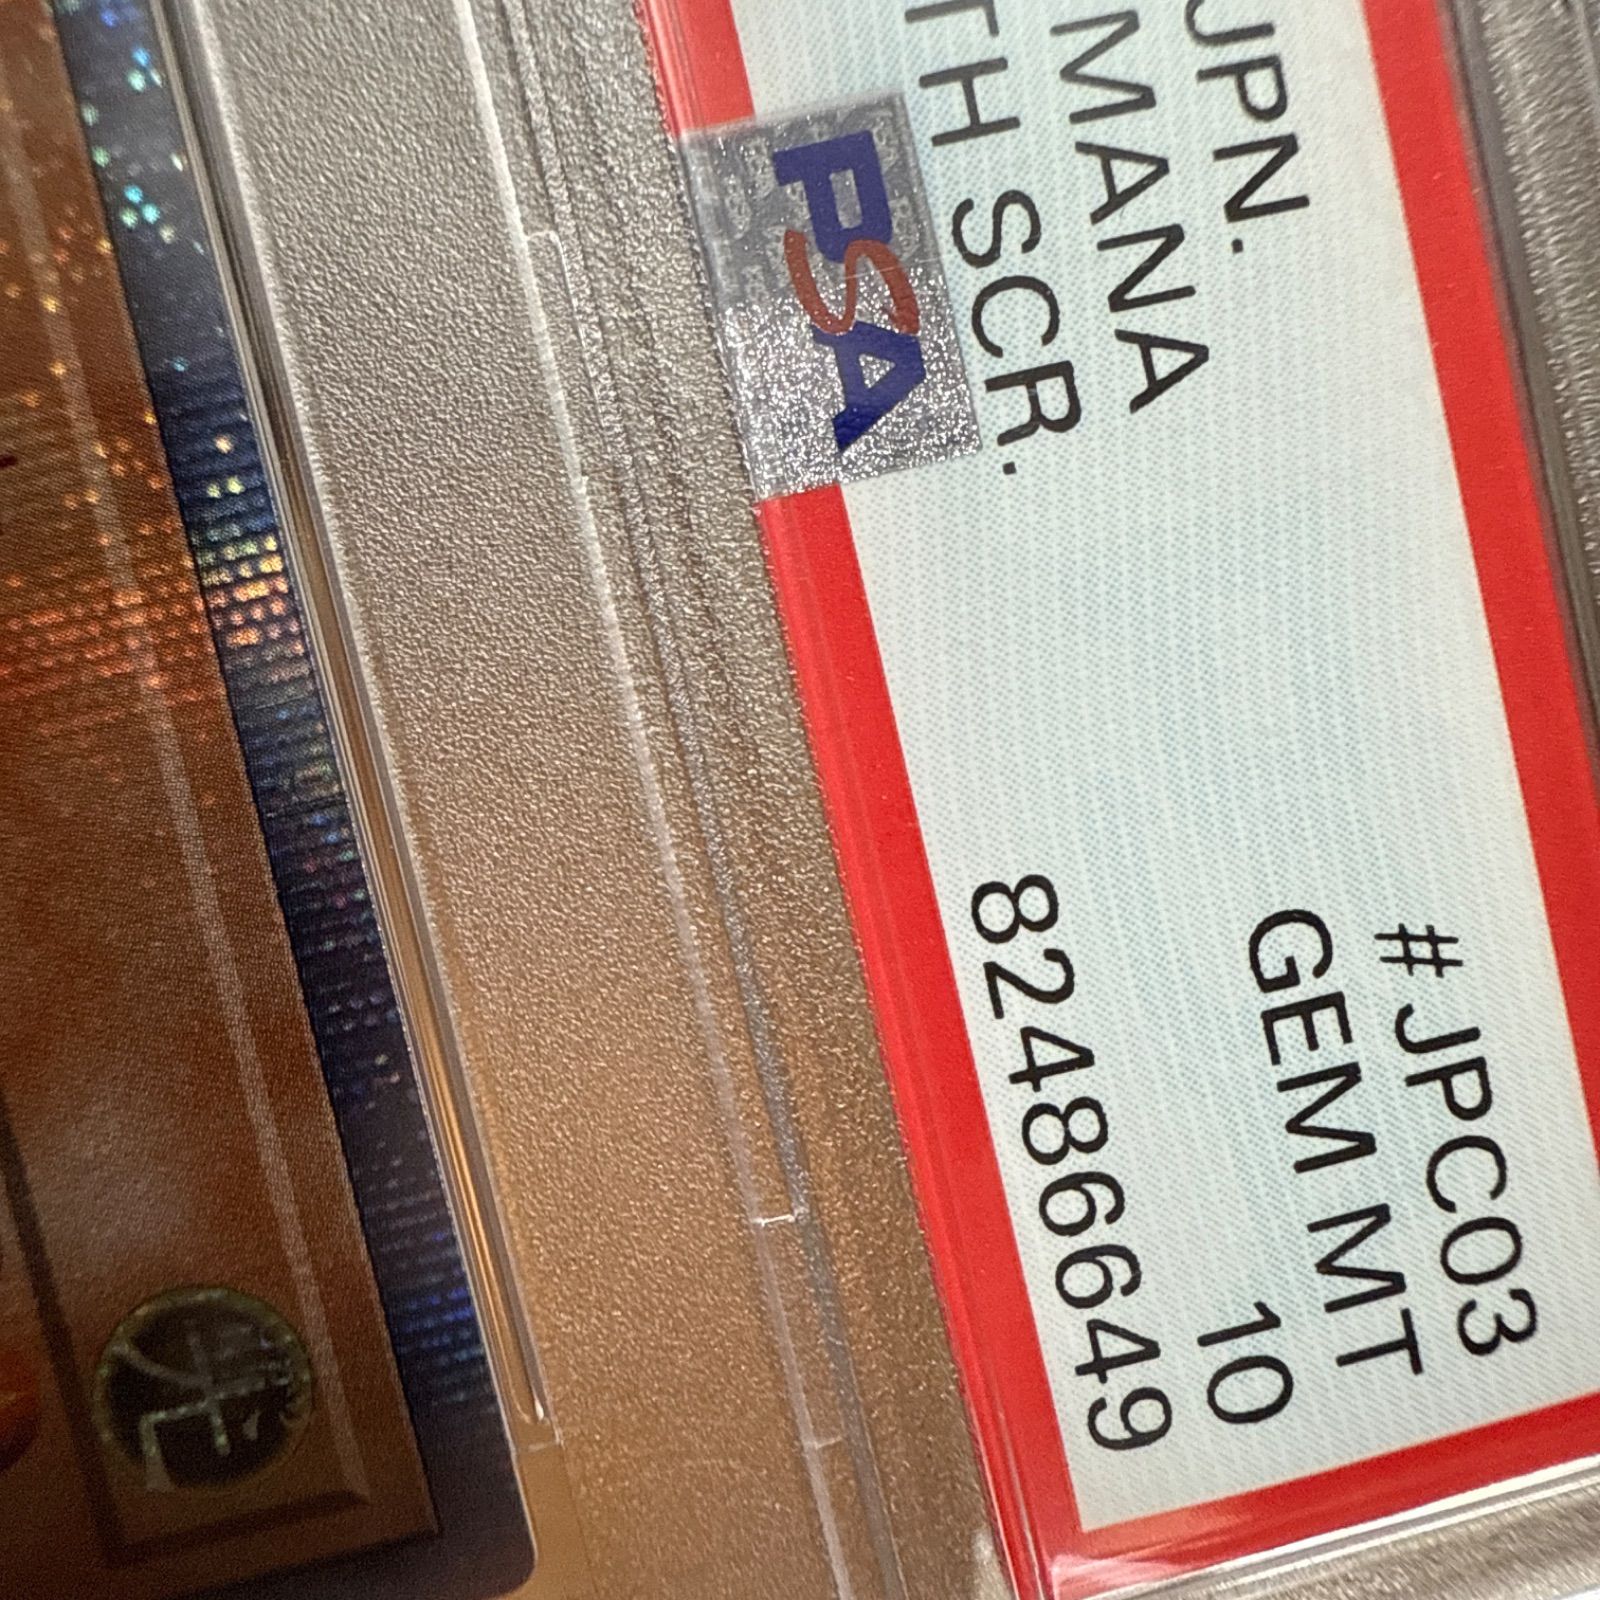 JPN. #JPC03
MANA GEM MT
TH SCR. 10
82486649
PSA